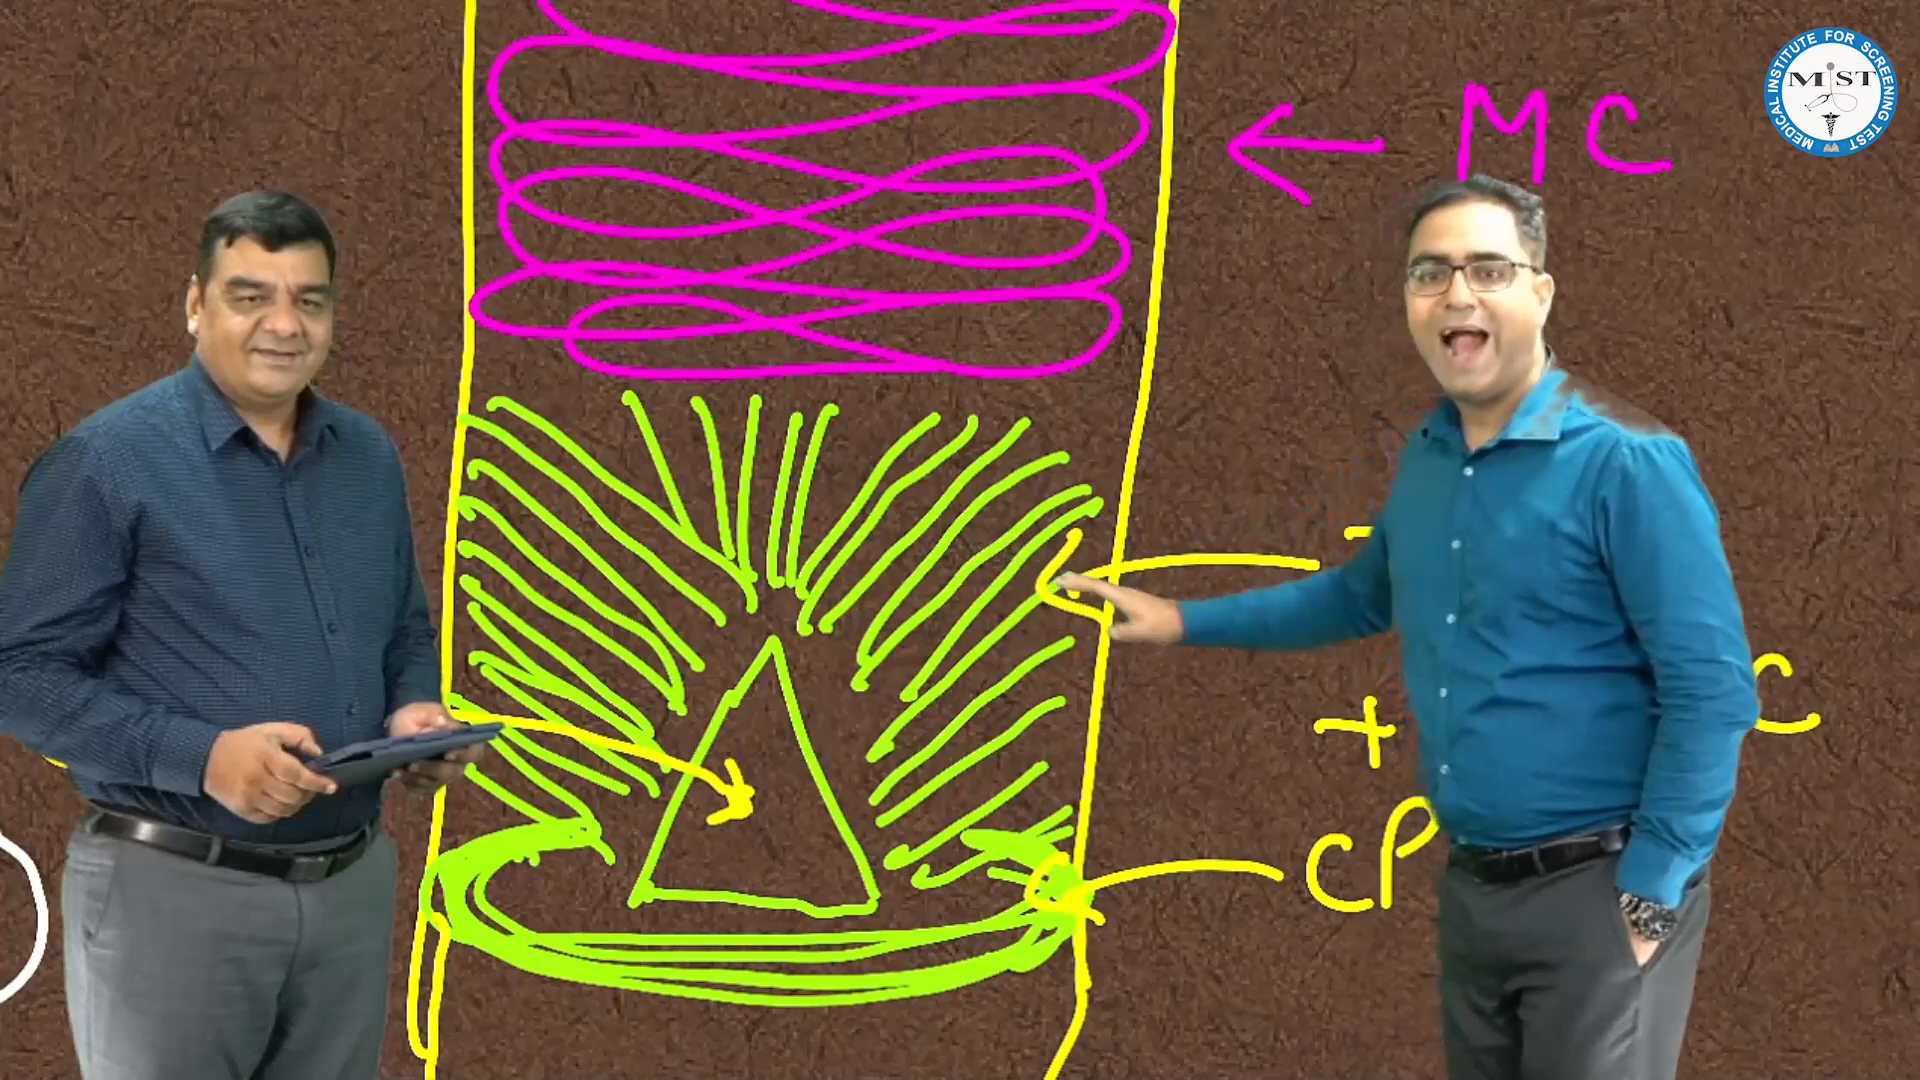 MEDICAL INSTITUTE FOR SCREENING TEST
MIST
← MC
+
C
CP